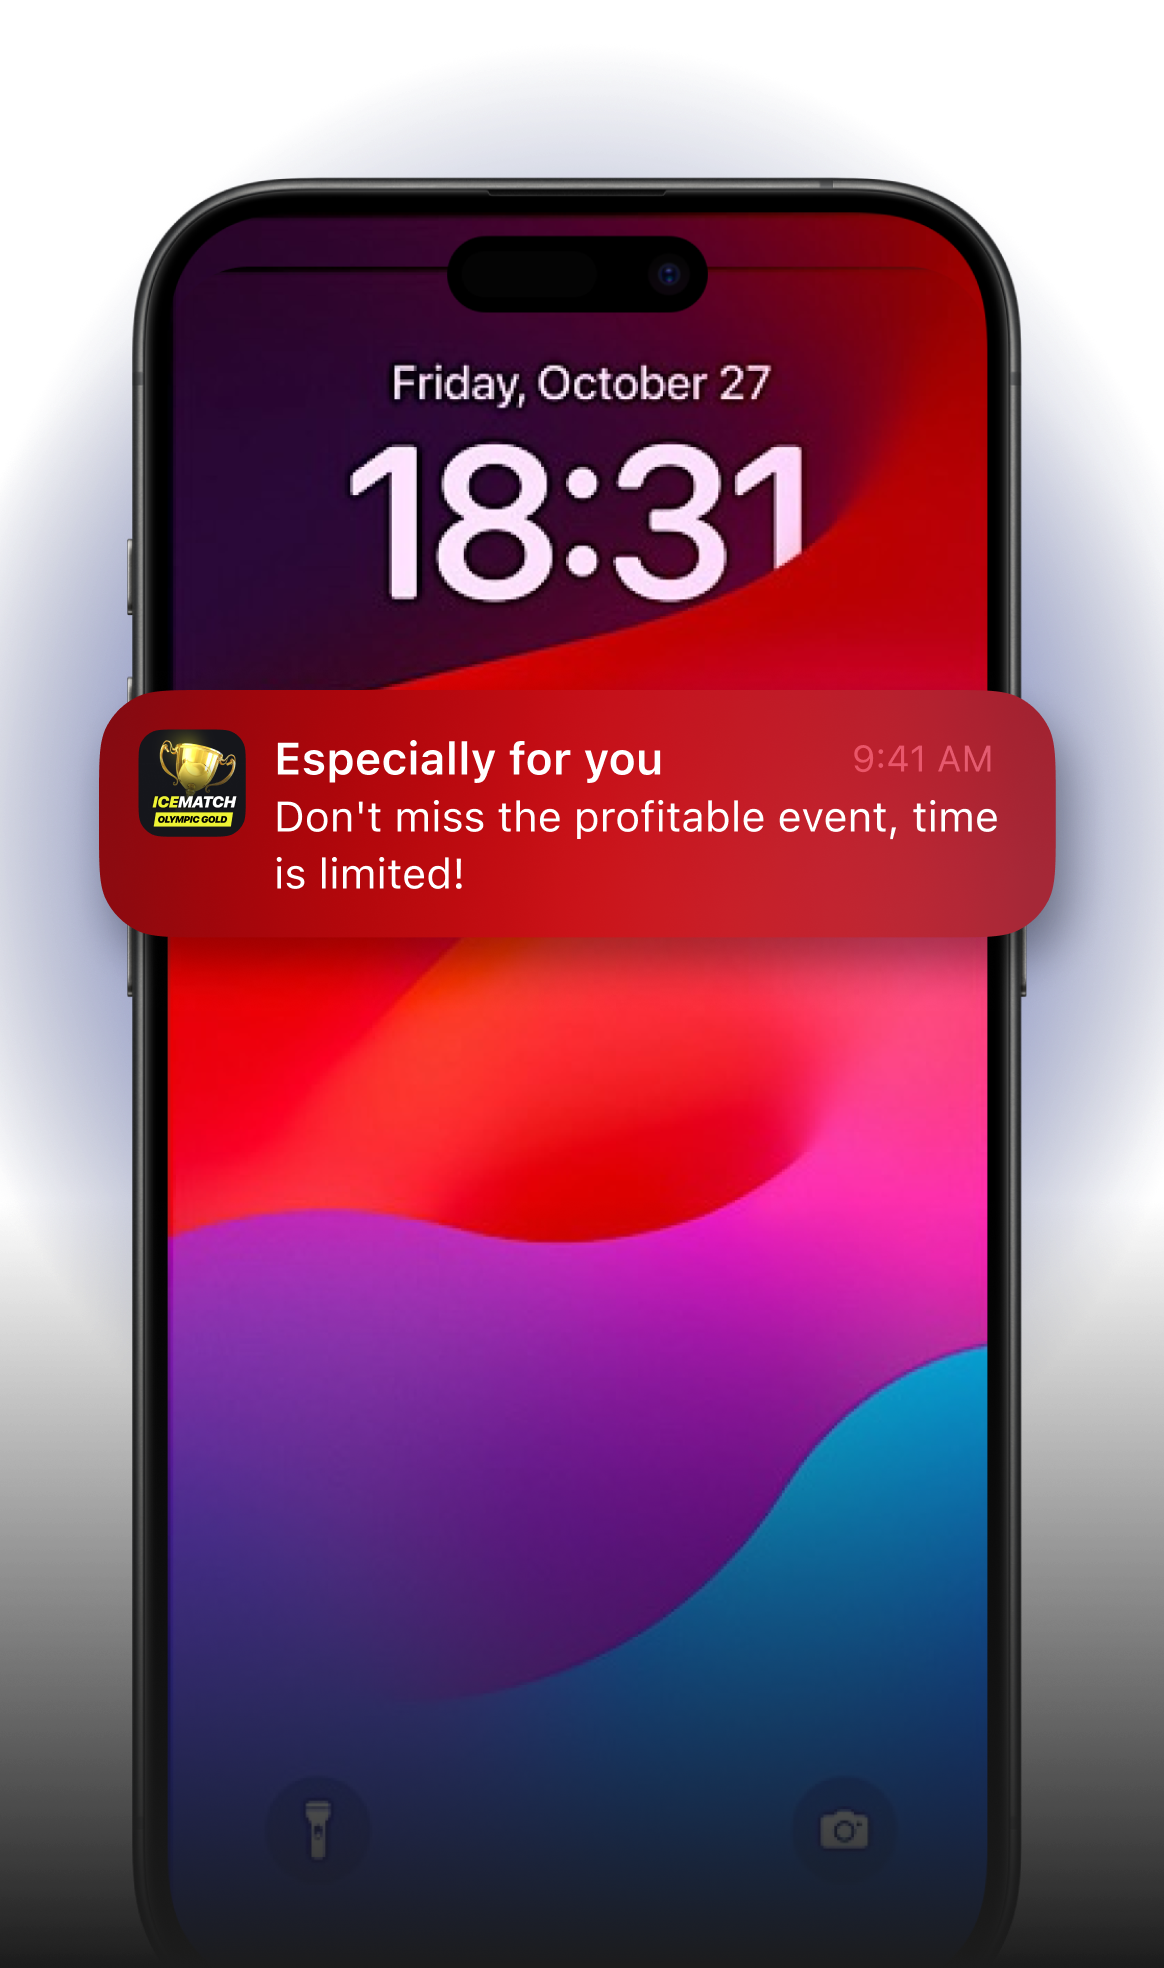 Friday, October 27
18:31
Especially for you
9:41 AM
Don't miss the profitable event, time
is limited!
ICEMATCH
OLYMPIC GOLD